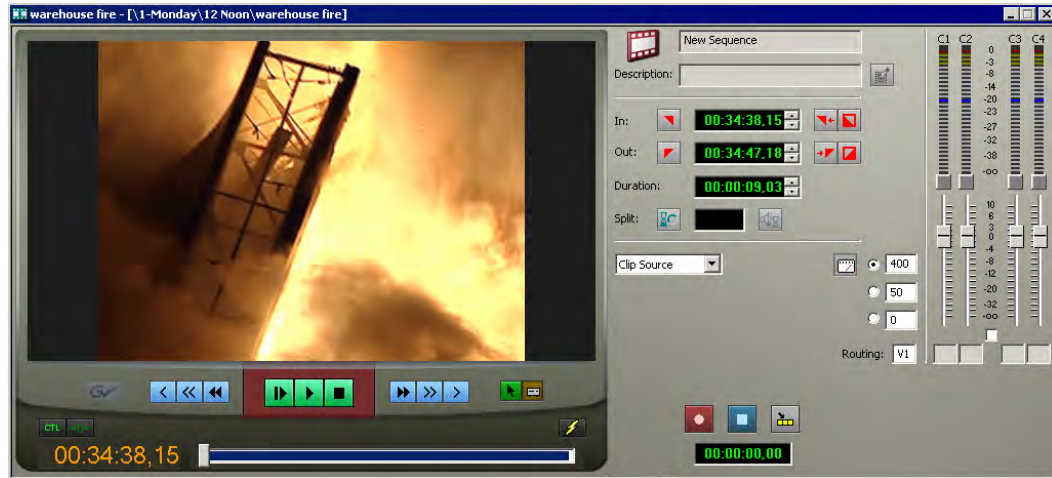 warehouse fire - [\1-Monday\12 Noon\warehouse fire]
New Sequence
Description:
In: 00:34:38,15
Out: 00:34:47,18
Duration: 00:00:09,03
Split:
Clip Source
400
50
0
Routing: V1
C1 C2 C3 C4
0
-3
-8
-14
-20
-23
-27
-32
-38
-oo
10
6
3
0
-4
-8
-12
-20
-32
-oo
GV
CTL
00:34:38,15
00:00:00,00